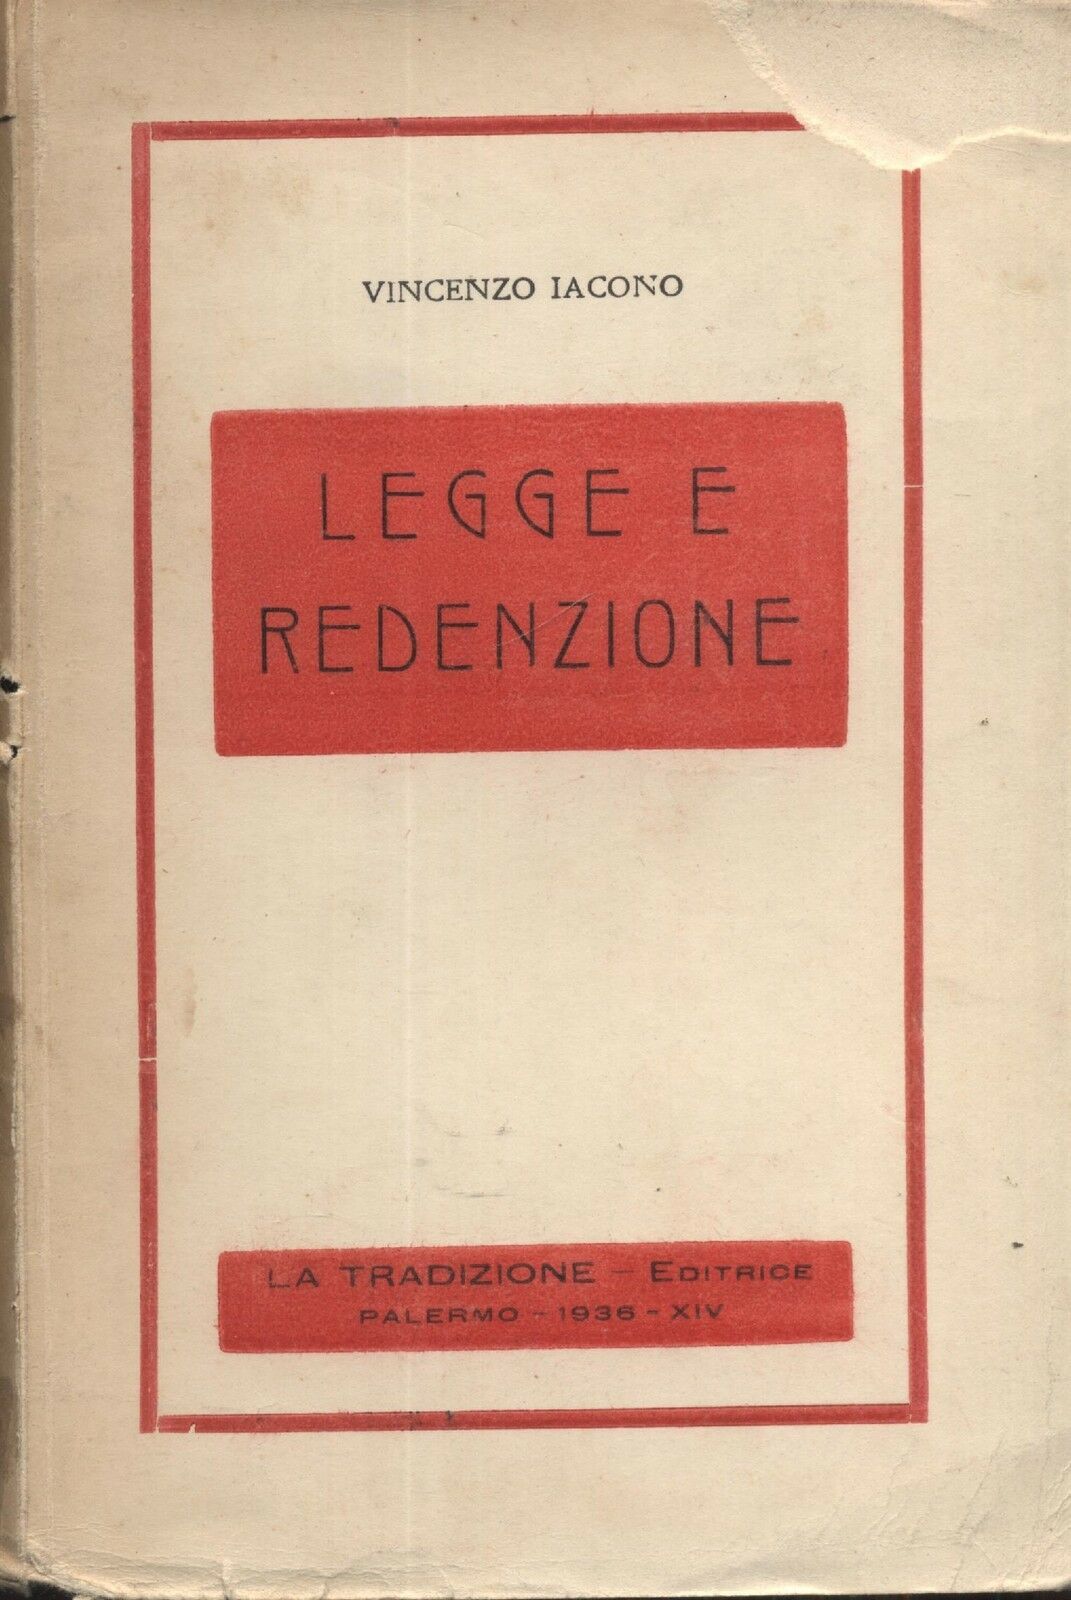 VINCENZO IACONO
LEGGE E
REDENZIONE
LA TRADIZIONE - EDITRICE
PALERMO - 1936 - XIV